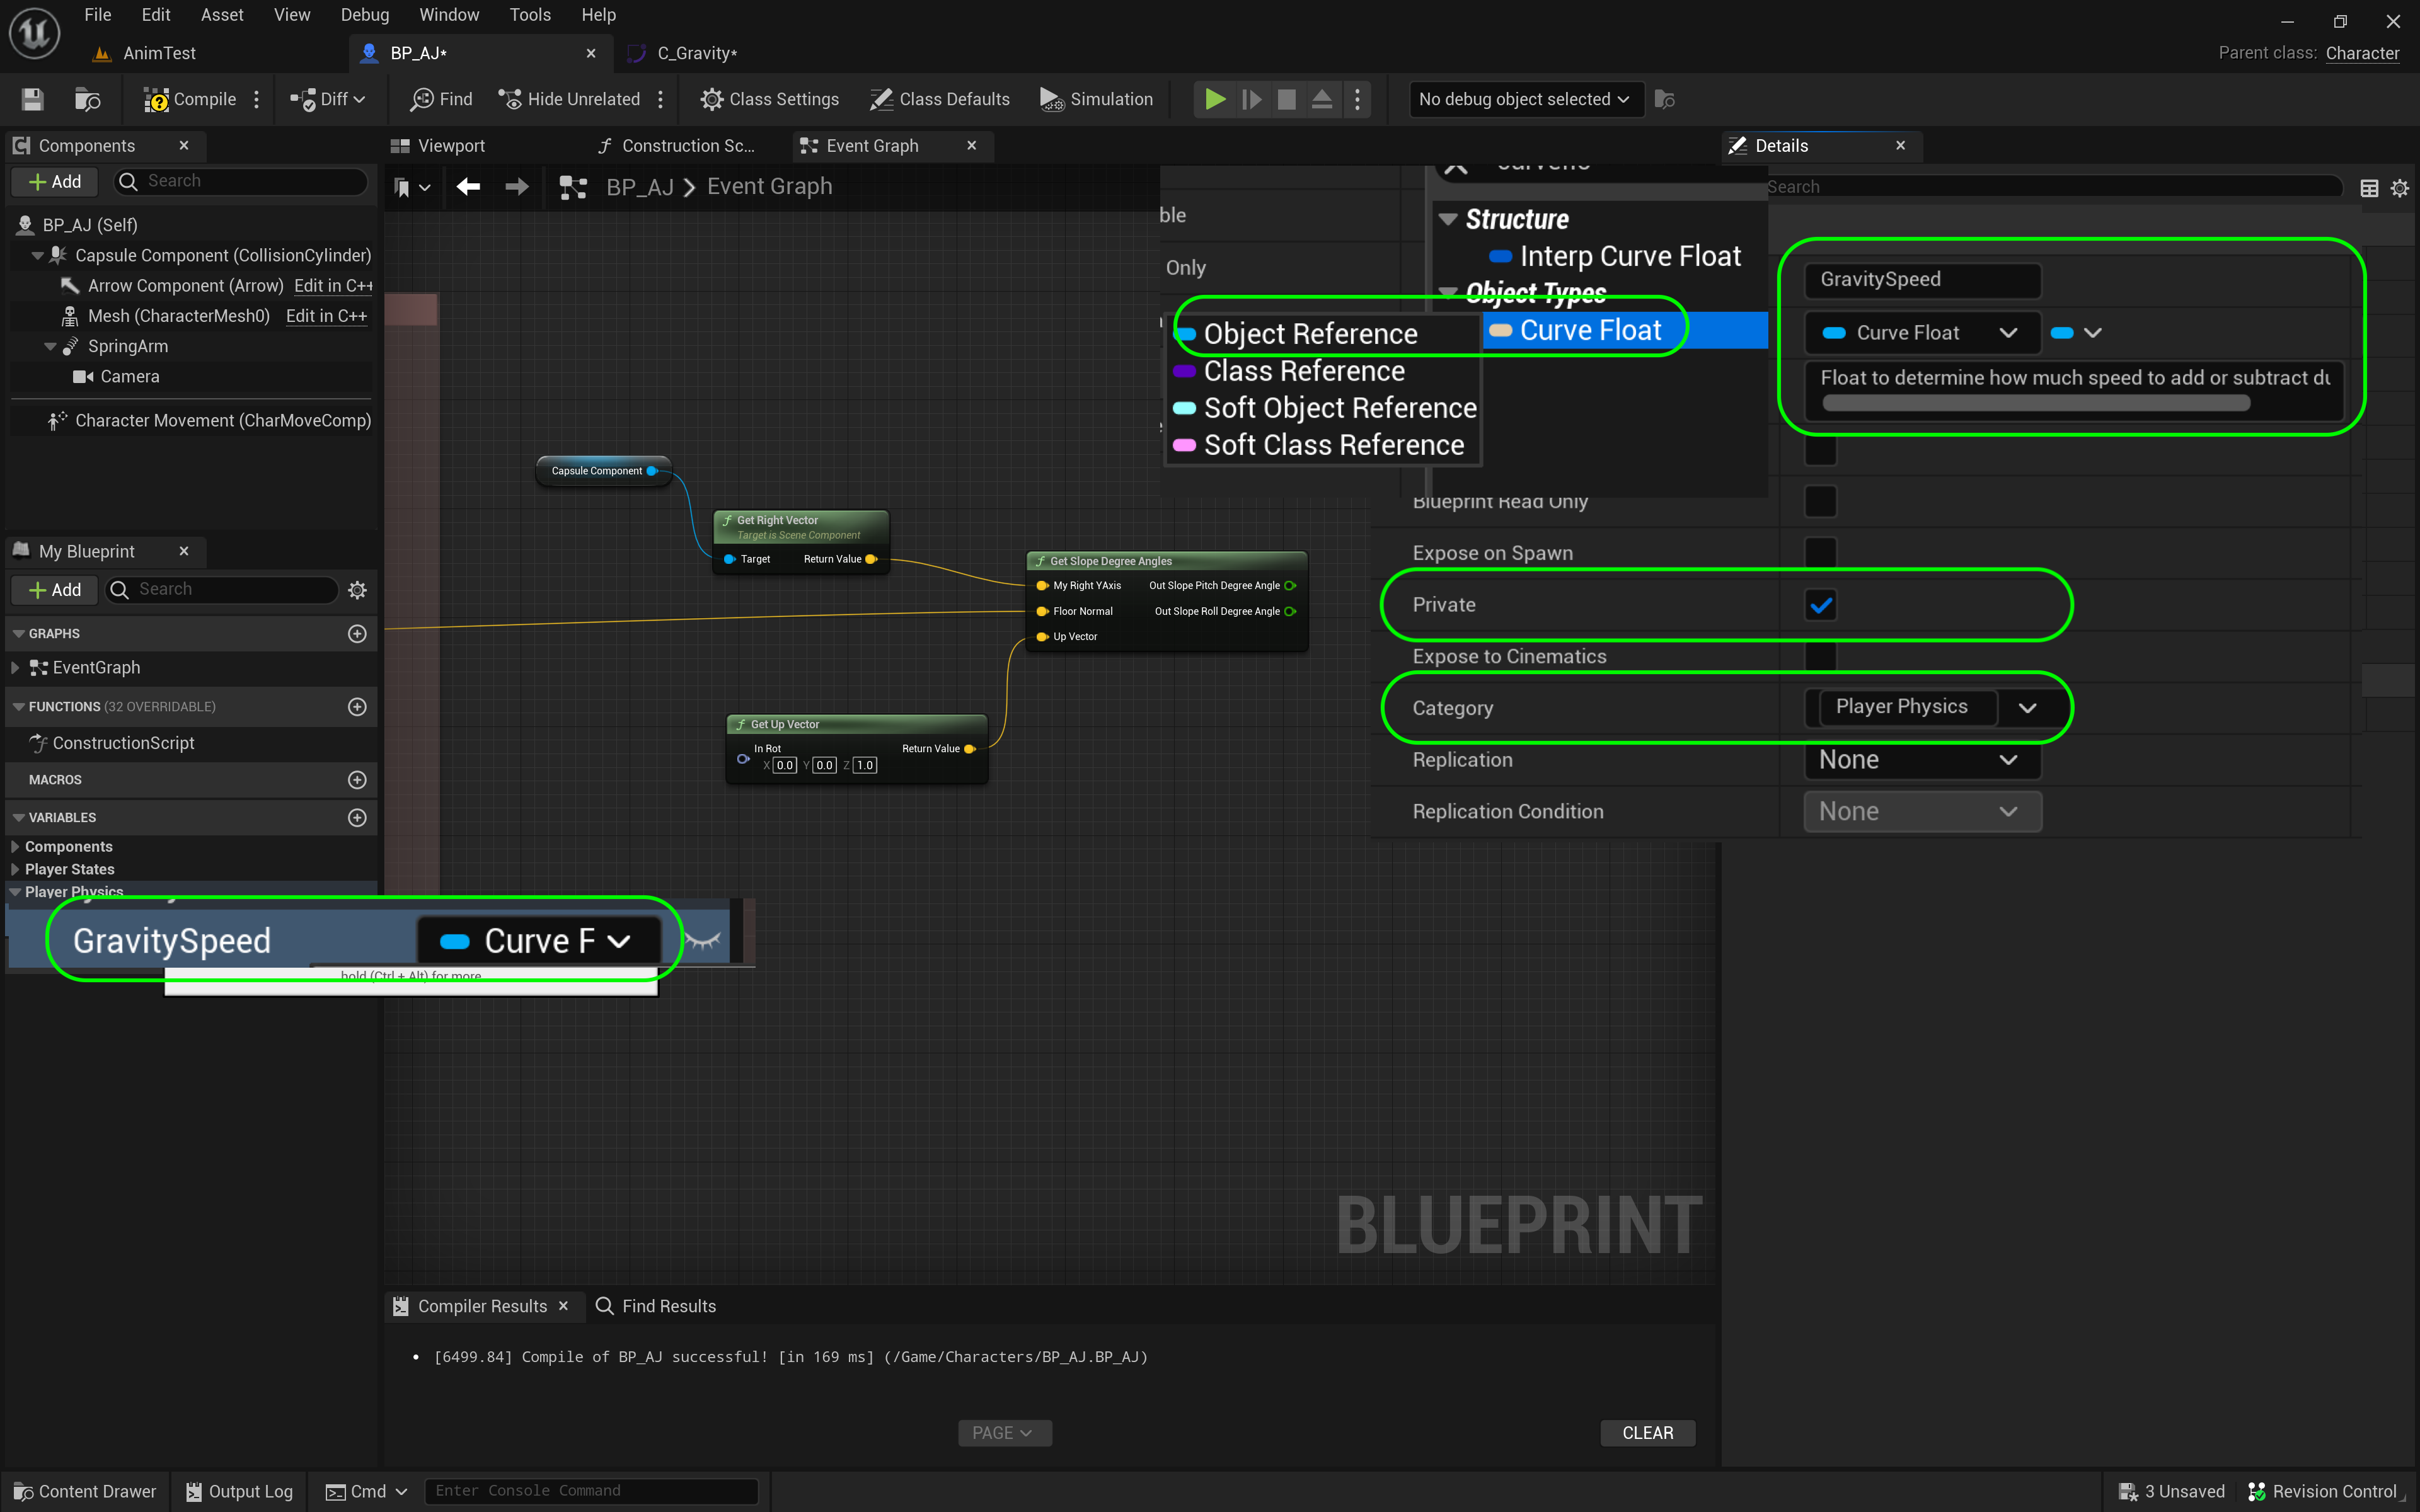 File Edit Asset View Debug Window Tools Help
AnimTest
BP_AJ*
C_Gravity*
Parent class: Character
Compile
Diff
Find
Hide Unrelated
Class Settings
Class Defaults
Simulation
No debug object selected
Components
Add
Search
BP_AJ (Self)
Capsule Component (CollisionCylinder)
Arrow Component (Arrow) Edit in C++
Mesh (CharacterMesh0) Edit in C++
SpringArm
Camera
Character Movement (CharMoveComp)
My Blueprint
Add
Search
GRAPHS
EventGraph
FUNCTIONS (32 OVERRIDABLE)
ConstructionScript
MACROS
VARIABLES
Components
Player States
Player Physics
GravitySpeed
Curve F
hold (Ctrl + Alt) for more
Viewport
Construction Sc...
Event Graph
BP_AJ > Event Graph
Capsule Component
Get Right Vector
Target is Scene Component
Target
Return Value
Get Slope Degree Angles
My Right YAxis
Out Slope Pitch Degree Angle
Floor Normal
Out Slope Roll Degree Angle
Up Vector
Get Up Vector
In Rot
Return Value
X 0.0 Y 0.0 Z 1.0
BLUEPRINT
ble
Only
Structure
Interp Curve Float
Object Types
Curve Float
Object Reference
Class Reference
Soft Object Reference
Soft Class Reference
Details
Search
GravitySpeed
Curve Float
Float to determine how much speed to add or subtract du
Blueprint Read Only
Expose on Spawn
Private
Expose to Cinematics
Category
Player Physics
Replication
None
Replication Condition
None
Compiler Results
Find Results
• [6499.84] Compile of BP_AJ successful! [in 169 ms] (/Game/Characters/BP_AJ.BP_AJ)
PAGE
CLEAR
Content Drawer
Output Log
Cmd
Enter Console Command
3 Unsaved
Revision Control